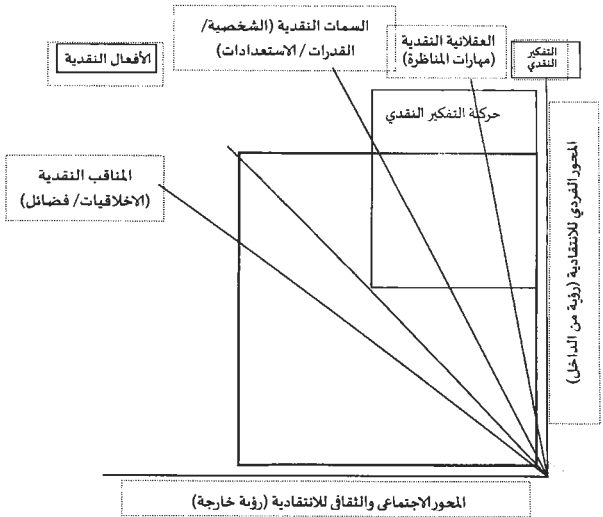 التفكير
النقدي
العقلانية النقدية
(مهارات المناظرة)
السمات النقدية (الشخصية/
القدرات / الاستعدادات)
الأفعال النقدية
حركة التفكير النقدي
المناقب النقدية
(الاخلاقيات/ فضائل)
المحور الفردي للانتقادية (رؤية من الداخل)
المحور الاجتماعي والثقافي للانتقادية (رؤية خارجة)